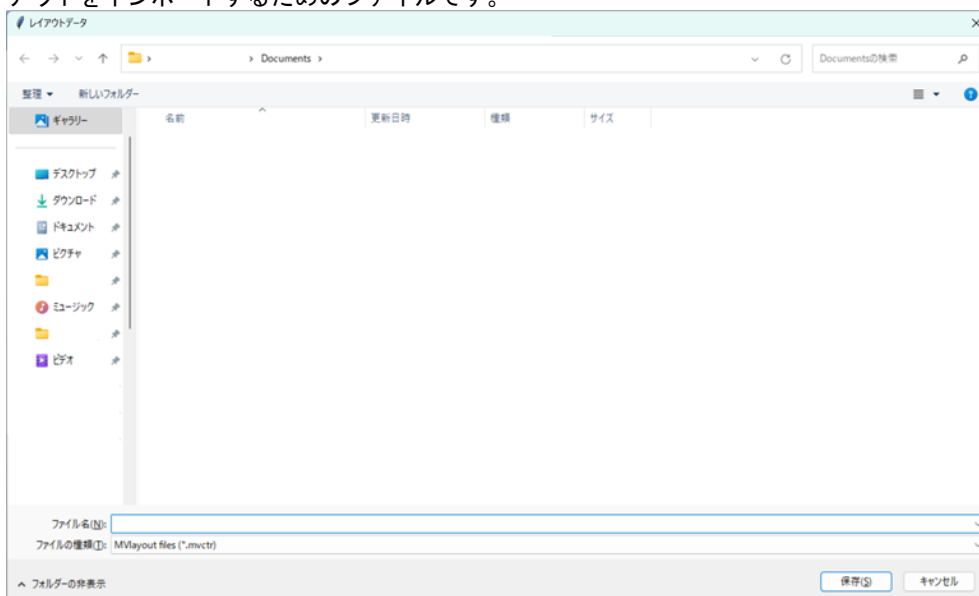 アウトをインポートするためのファイルです。
レイアウトデータ
Documents
Documentsの検索
整理
新しいフォルダー
ギャラリー
名前
更新日時
種類
サイズ
デスクトップ
ダウンロード
ドキュメント
ピクチャ
ミュージック
ビデオ
ファイル名(N):
ファイルの種類(T): MVlayout files (*.mvctr)
フォルダーの非表示
保存(S)
キャンセル